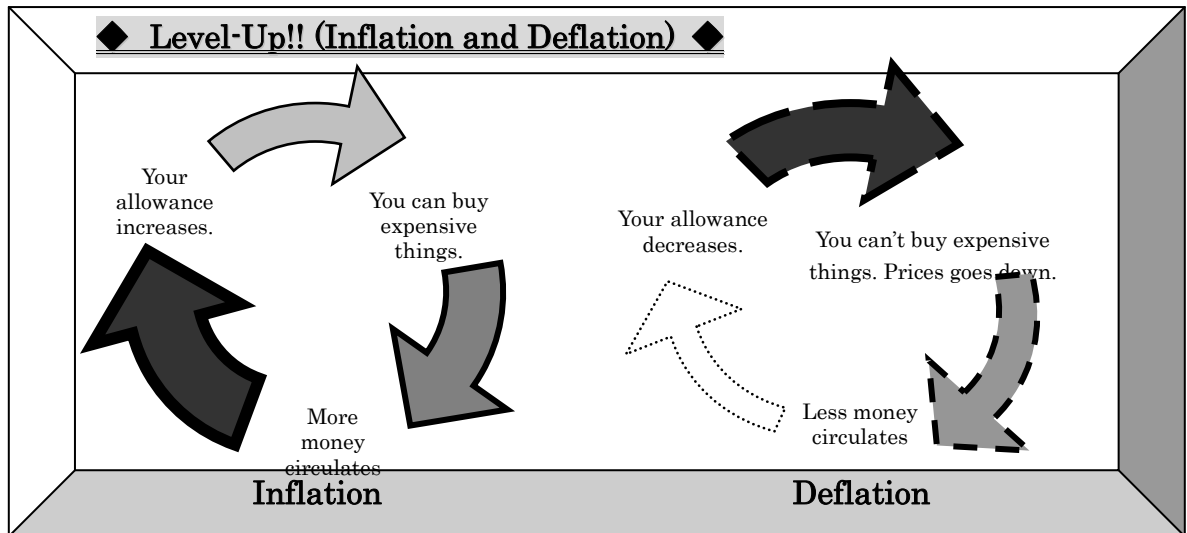 ◆ Level-Up!! (Inflation and Deflation) ◆
Your
allowance
increases.
You can buy
expensive
things.
More
money
circulates
Inflation
Your allowance
decreases.
You can’t buy expensive
things. Prices goes down.
Less money
circulates
Deflation